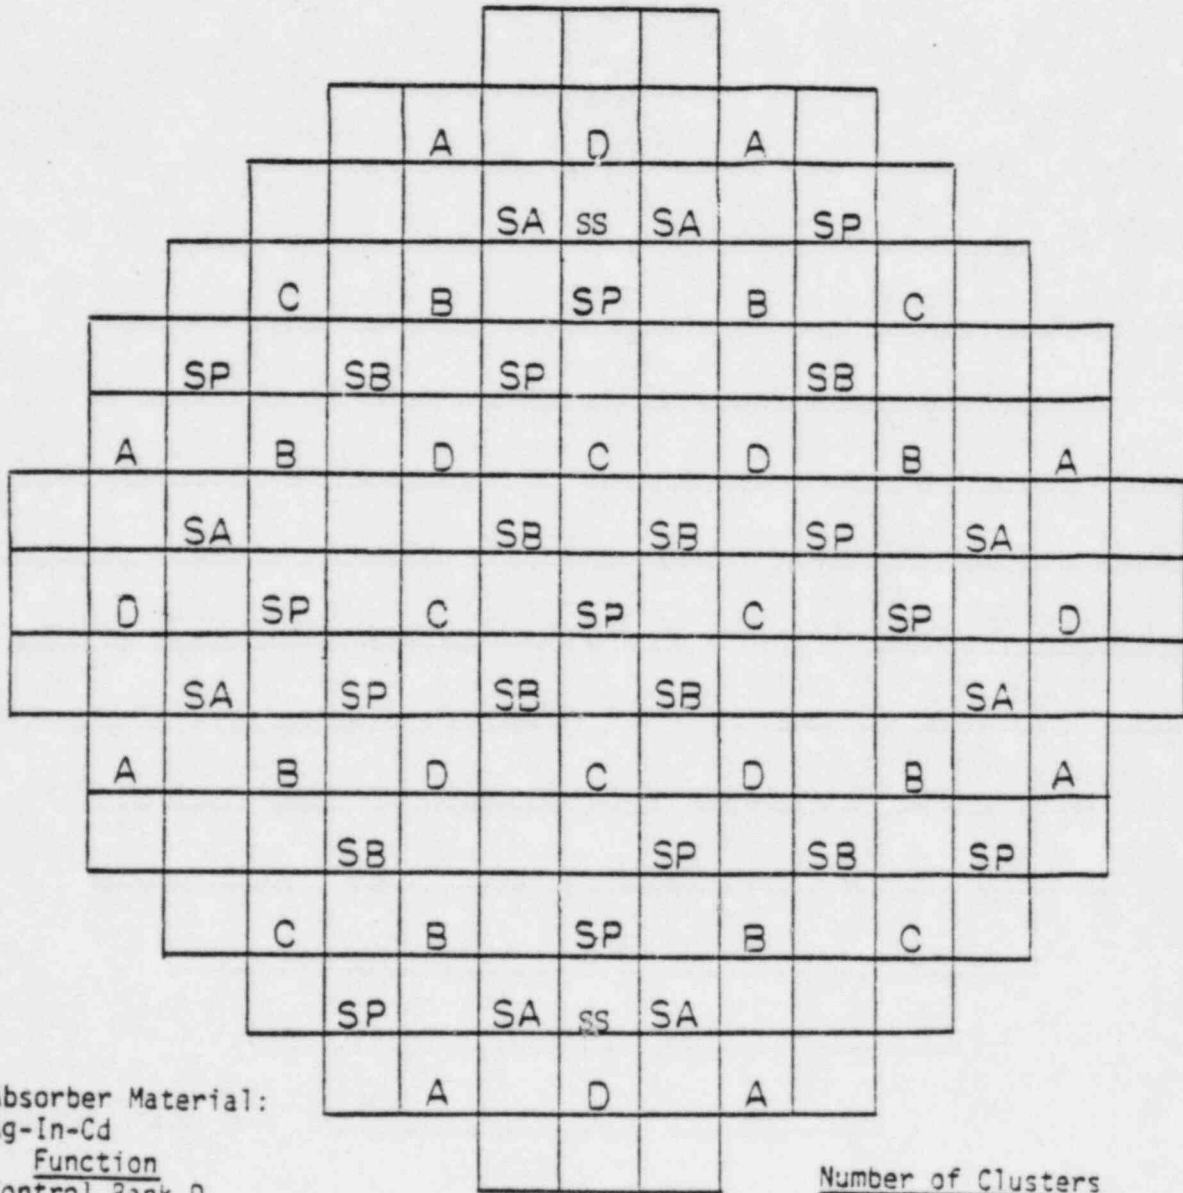 A D A
SA SS SA SP
C B SP B C
SP SB SP SB
A B D C D B A
SA SB SB SP SA
D SP C SP C SP D
SA SP SB SB SA
A B D C D B A
SB SP SB SP
C B SP B C
SP SA SS SA
A D A
Absorber Material:
g-In-Cd
Function
Number of Clusters